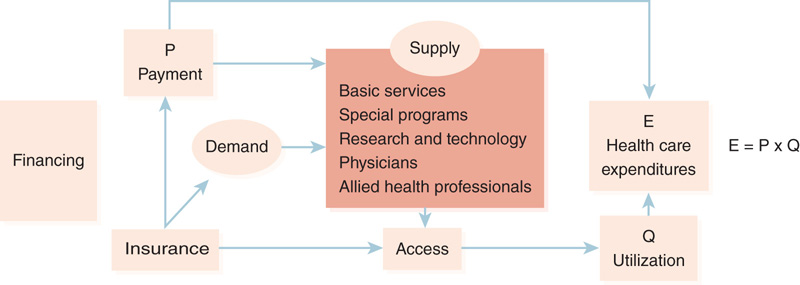 P
Payment
Supply
Basic services
Special programs
Research and technology
Physicians
Allied health professionals
Financing
Demand
E
Health care
expenditures
E = P x Q
Insurance
Access
Q
Utilization